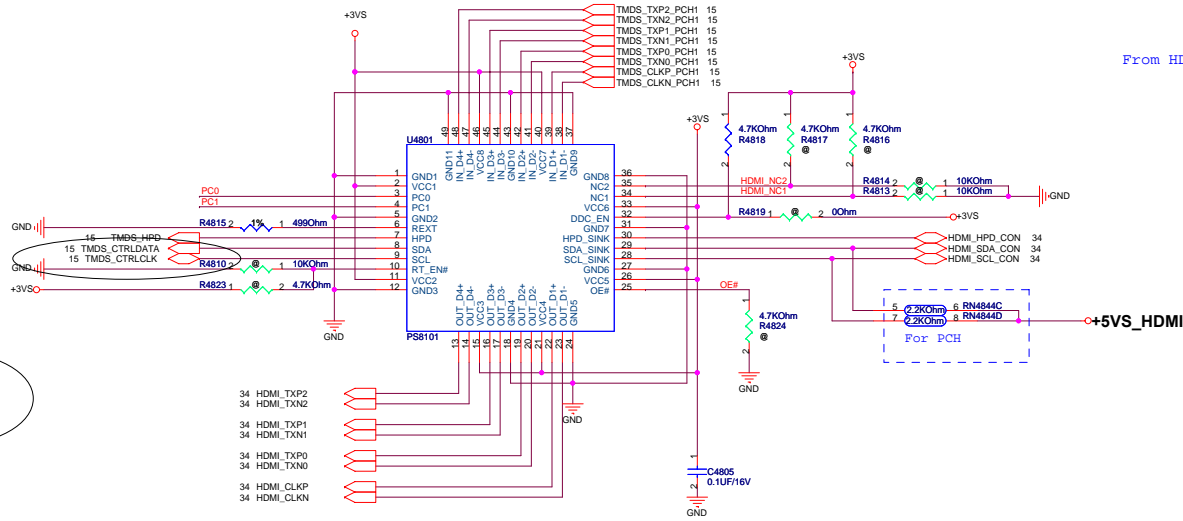 +3VS
TMDS_TXP2_PCH1 15
TMDS_TXN2_PCH1 15
TMDS_TXP1_PCH1 15
TMDS_TXN1_PCH1 15
TMDS_TXP0_PCH1 15
TMDS_TXN0_PCH1 15
TMDS_CLKP_PCH1 15
TMDS_CLKN_PCH1 15
From HD
+3VS
+3VS
49 48 47 46 45 44 43 42 41 40 39 38 37
U4801
GND11 IN_D4+ IN_D4- VCC8 IN_D3+ IN_D3- GND10 IN_D2+ IN_D2- VCC7 IN_D1+ IN_D1- GND9
1 4.7KOhm R4818 2
1 4.7KOhm R4817 @ 2
1 4.7KOhm R4816 @ 2
1 GND1
2 VCC1
PC0 3 PC0
PC1 4 PC1
5 GND2
GND R4815 2 1% 1 499Ohm 6 REXT
15 TMDS_HPD 7 HPD
15 TMDS_CTRLDATA 8 SDA
15 TMDS_CTRLCLK 9 SCL
GND R4810 2 @ 1 10KOhm 10 RT_EN#
11 VCC2
+3VS R4823 2 @ 1 4.7KOhm 12 GND3
GND8 36
NC2 35 HDMI_NC2 R4814 2 @ 1 10KOhm
NC1 34 HDMI_NC1 R4813 2 @ 1 10KOhm GND
VCC6 33
DDC_EN 32 R4819 1 @ 2 0Ohm +3VS
GND7 31
HPD_SINK 30 HDMI_HPD_CON 34
SDA_SINK 29 HDMI_SDA_CON 34
SCL_SINK 28 HDMI_SCL_CON 34
GND6 27
VCC5 26
OE# 25 OE#
OUT_D4+ OUT_D4- VCC3 OUT_D3+ OUT_D3- GND4 OUT_D2+ OUT_D2- VCC4 OUT_D1+ OUT_D1- GND5
PS8101
13 14 15 16 17 18 19 20 21 22 23 24
GND
1 4.7KOhm R4824 @ 2
GND
5 2.2KOhm 6 RN4844C
7 2.2KOhm 8 RN4844D
+5VS_HDMI
For PCH
34 HDMI_TXP2
34 HDMI_TXN2
GND
34 HDMI_TXP1
34 HDMI_TXN1
34 HDMI_TXP0
34 HDMI_TXN0
34 HDMI_CLKP
34 HDMI_CLKN
1 C4805
2 0.1UF/16V
GND